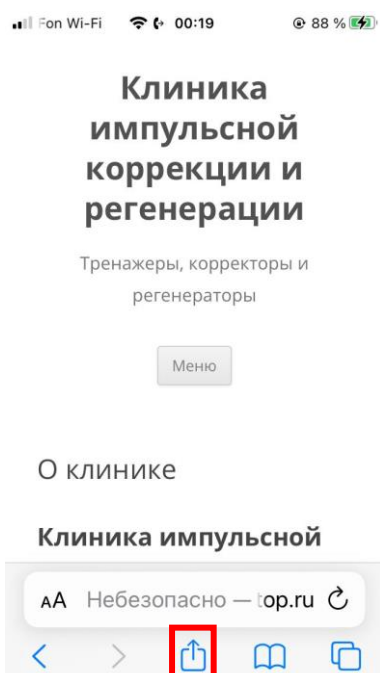 Fon Wi-Fi 00:19 88 %
Клиника
импульсной
коррекции и
регенерации
Тренажеры, корректоры и
регенераторы
Меню
О клинике
Клиника импульсной
AA Небезопасно — top.ru